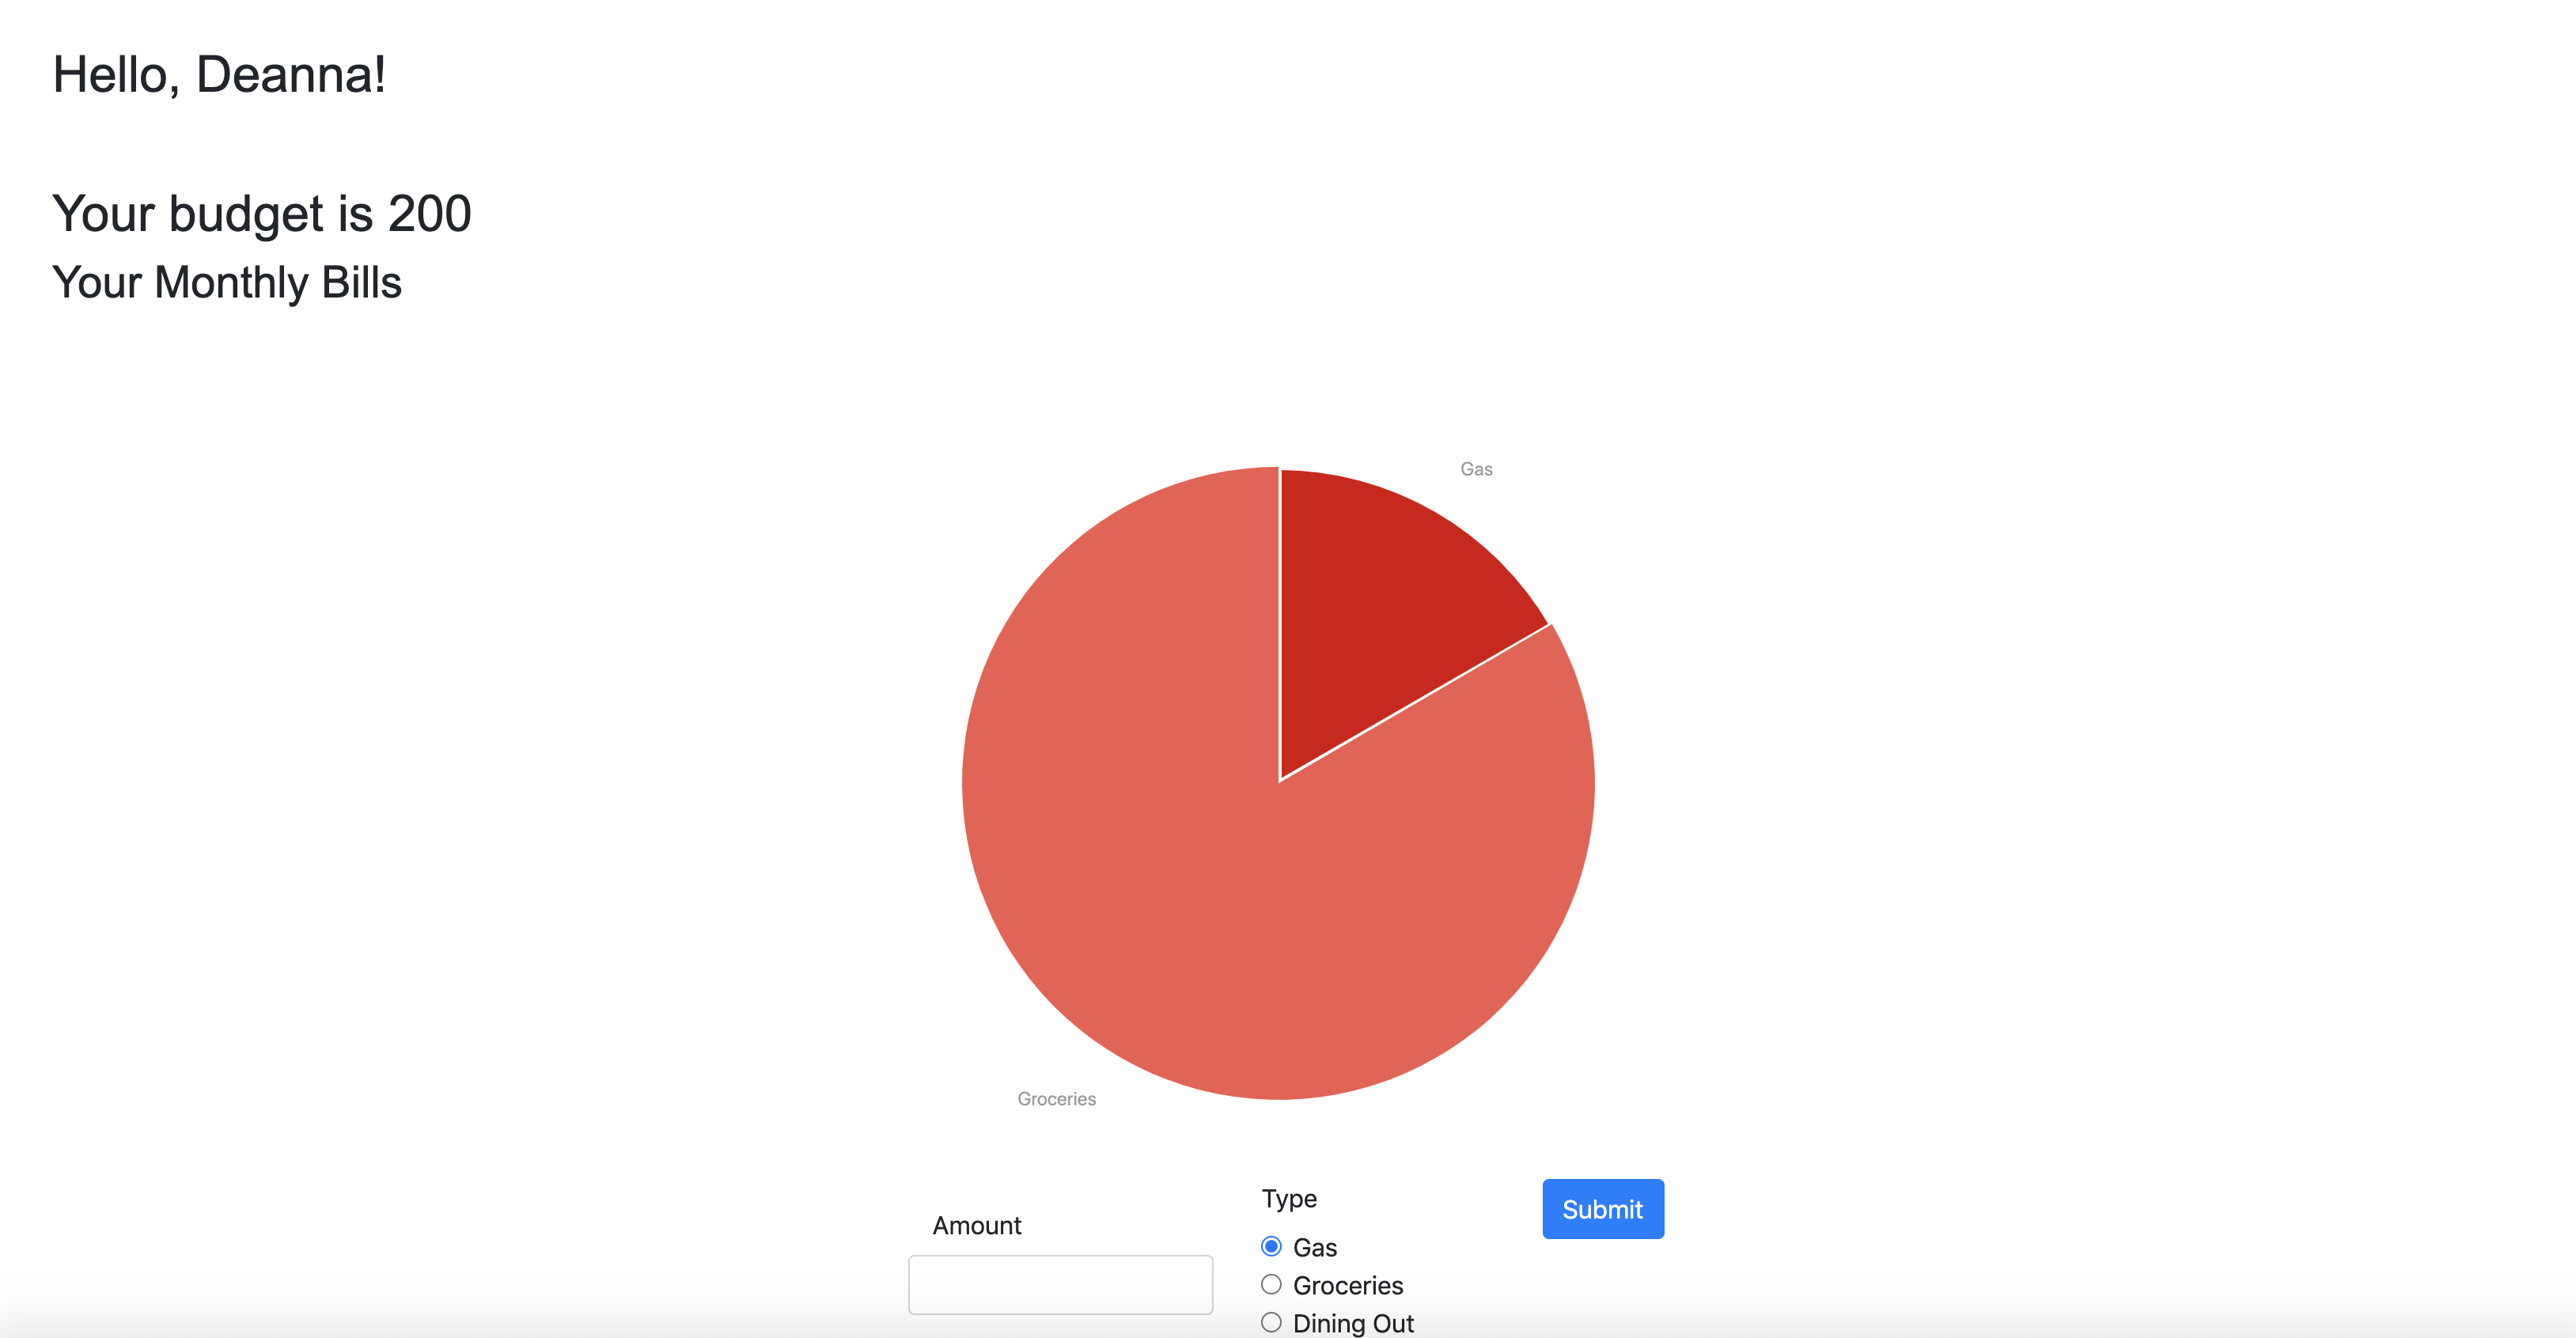 Hello, Deanna!
Your budget is 200
Your Monthly Bills
Gas
Groceries
Amount
Type
Gas
Groceries
Dining Out
Submit